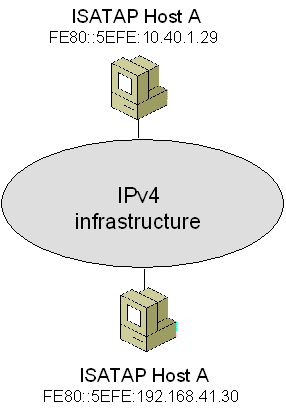 ISATAP Host A
FE80::5EFE:10.40.1.29
IPv4
infrastructure
ISATAP Host A
FE80::5EFE:192.168.41.30